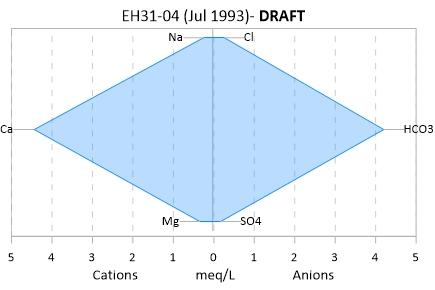 EH31-04 (Jul 1993)- DRAFT
Na Cl
Ca HCO3
Mg SO4
5 4 3 2 1 0 1 2 3 4 5
Cations meq/L Anions